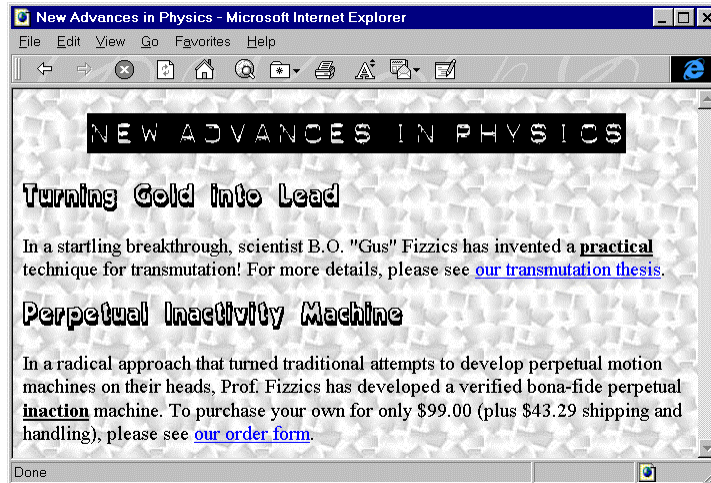 New Advances in Physics - Microsoft Internet Explorer
File Edit View Go Favorites Help
NEW ADVANCES IN PHYSICS
Turning Gold into Lead
In a startling breakthrough, scientist B.O. "Gus" Fizzics has invented a practical
technique for transmutation! For more details, please see our transmutation thesis.
Perpetual Inactivity Machine
In a radical approach that turned traditional attempts to develop perpetual motion
machines on their heads, Prof. Fizzics has developed a verified bona-fide perpetual
inaction machine. To purchase your own for only $99.00 (plus $43.29 shipping and
handling), please see our order form.
Done